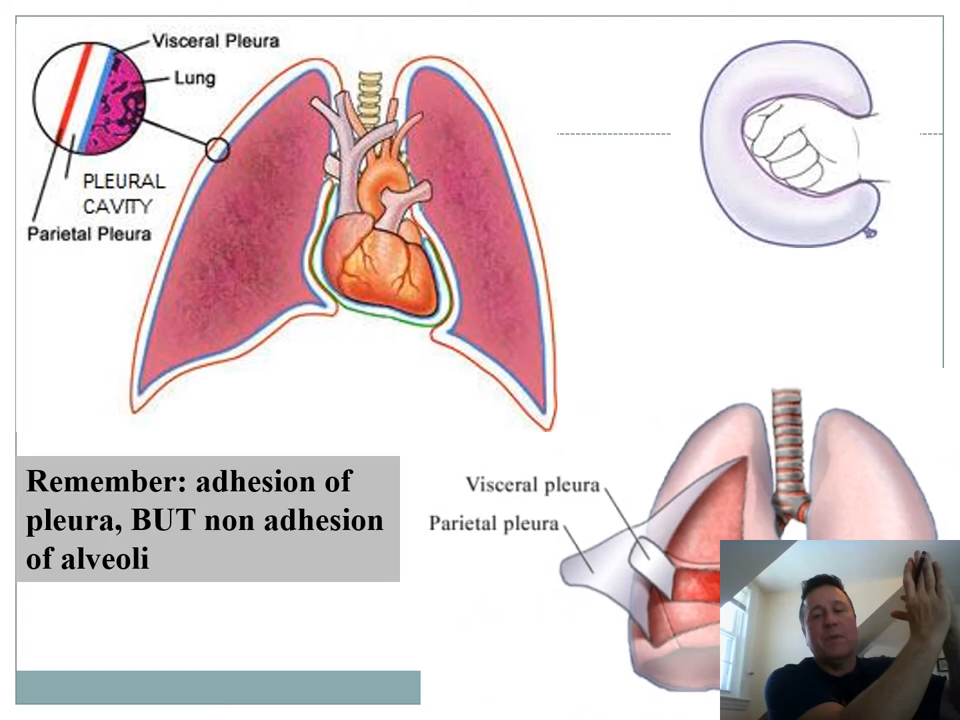 Visceral Pleura
Lung
PLEURAL
CAVITY
Parietal Pleura
Remember: adhesion of
pleura, BUT non adhesion
of alveoli
Visceral pleura
Parietal pleura